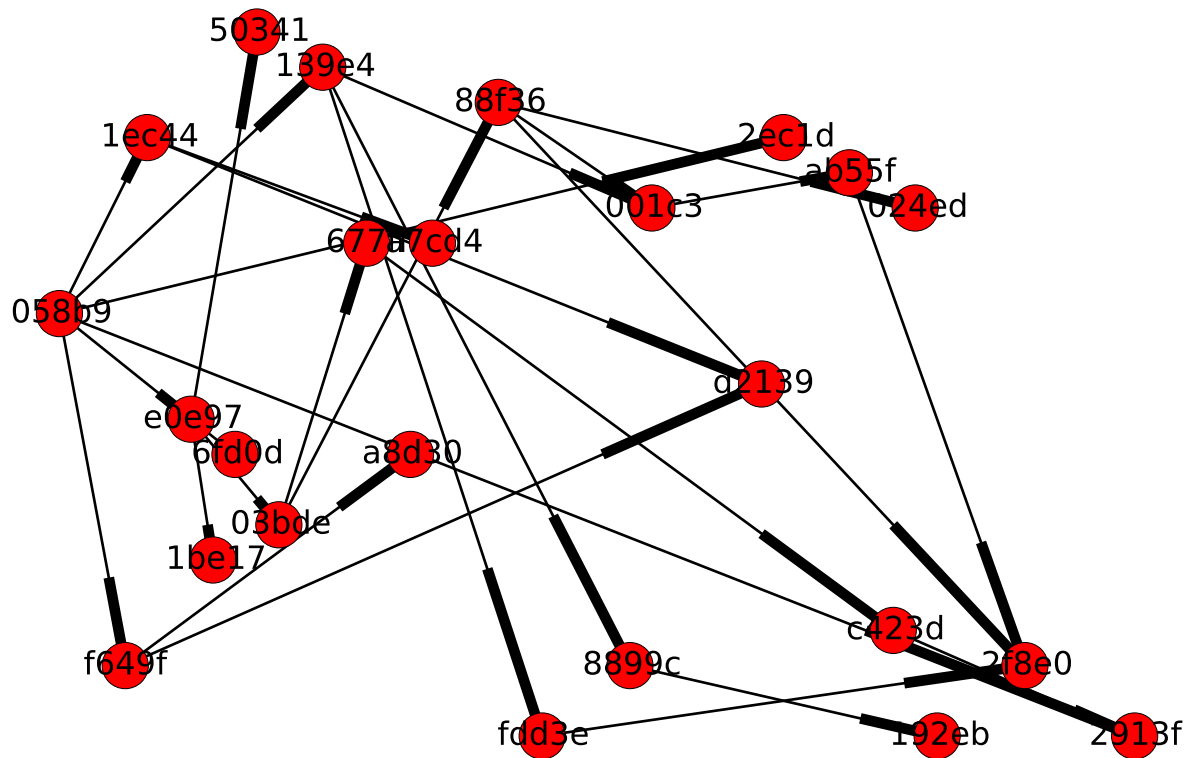 50341
139e4
88f36
1ec44
2ec1d
ab55f
001c3
024ed
a7cd4
058b9
d2139
e0e97
6fd0d
a8d30
03bde
1be17
c423d
f649f
8899c
2f8e0
fdd3e
192eb
2913f